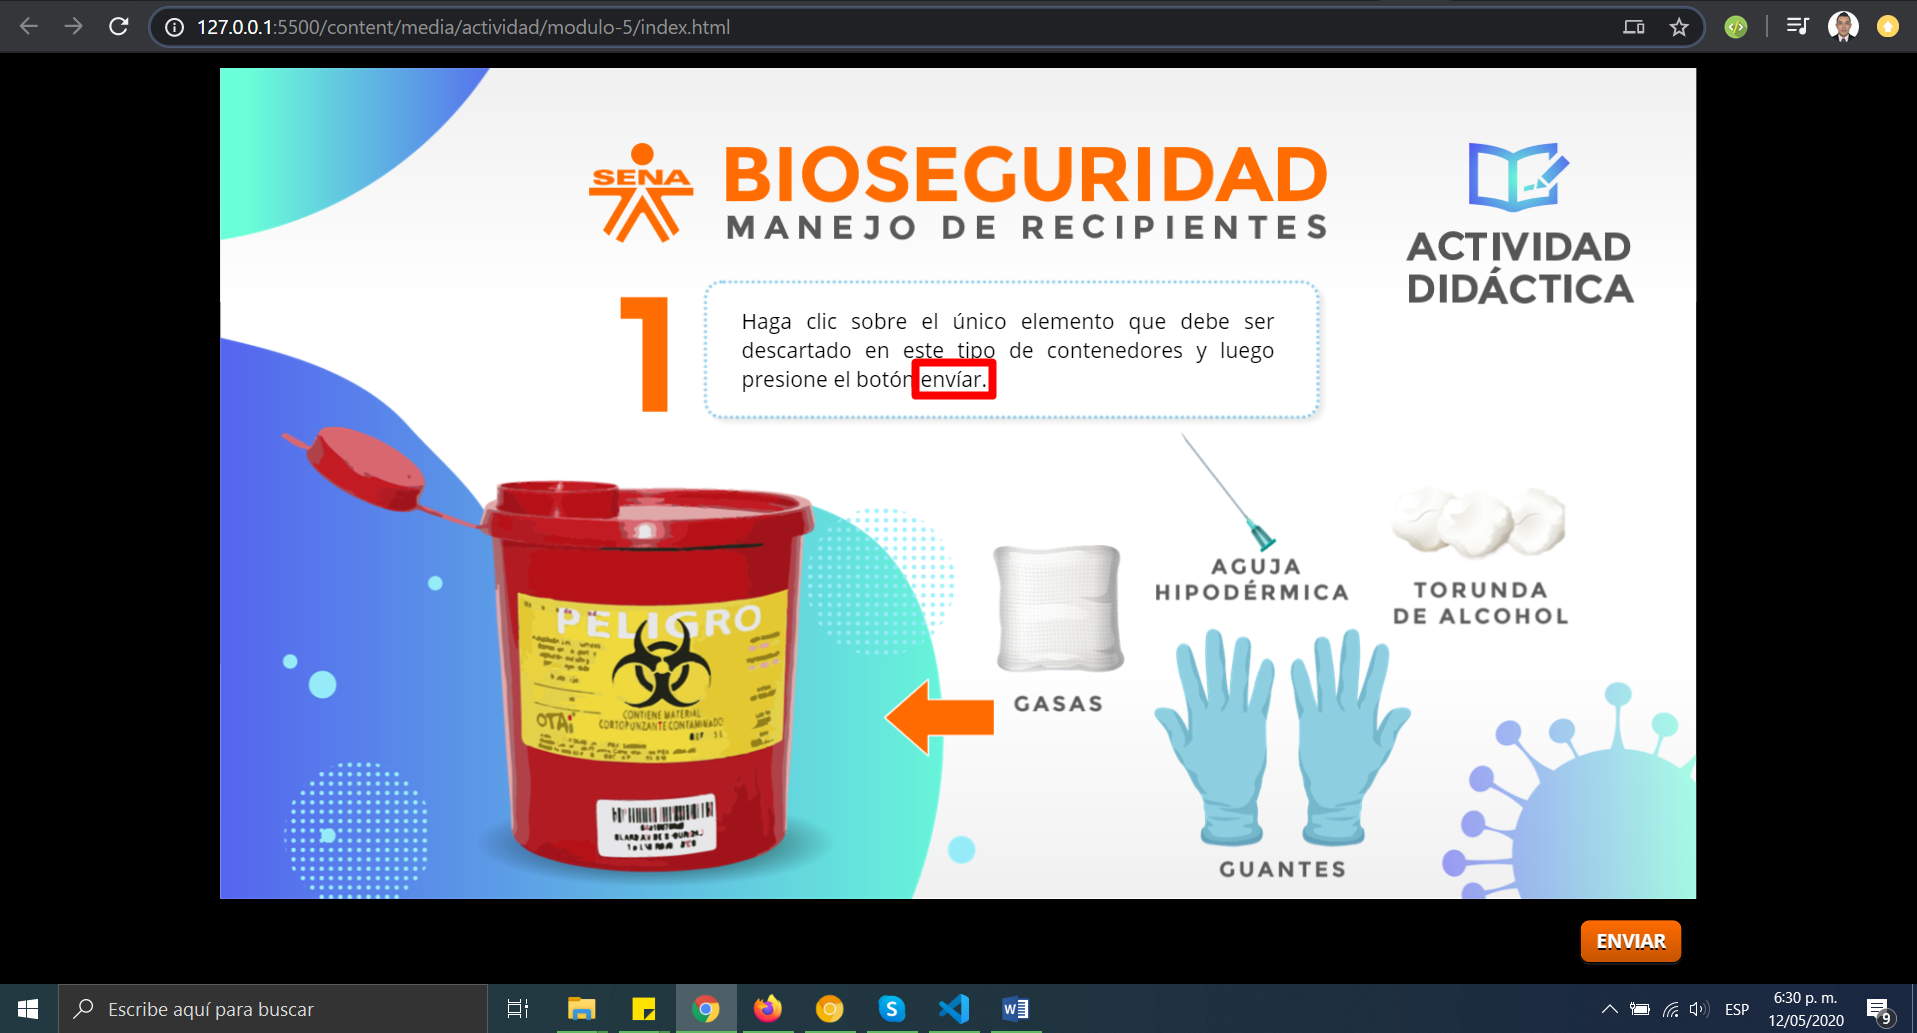 127.0.0.1:5500/content/media/actividad/modulo-5/index.html
SENA
BIOSEGURIDAD
MANEJO DE RECIPIENTES
ACTIVIDAD
DIDÁCTICA
1
Haga clic sobre el único elemento que debe ser
descartado en este tipo de contenedores y luego
presione el botón envíar.
PELIGRO
CONTIENE MATERIAL
CORTOPUNZANTE CONTAMINADO
AGUJA
HIPODÉRMICA
TORUNDA
DE ALCOHOL
GASAS
GUANTES
ENVIAR
Escribe aquí para buscar
ESP
6:30 p. m.
12/05/2020
9